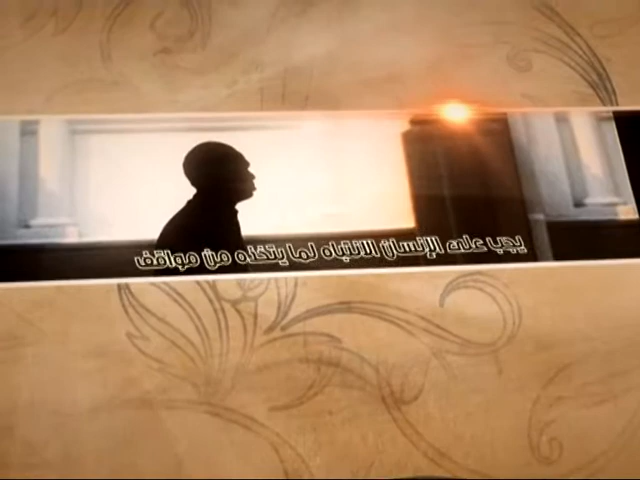 يجب على الإنسان الانتباه لما يتخذه من مواقف